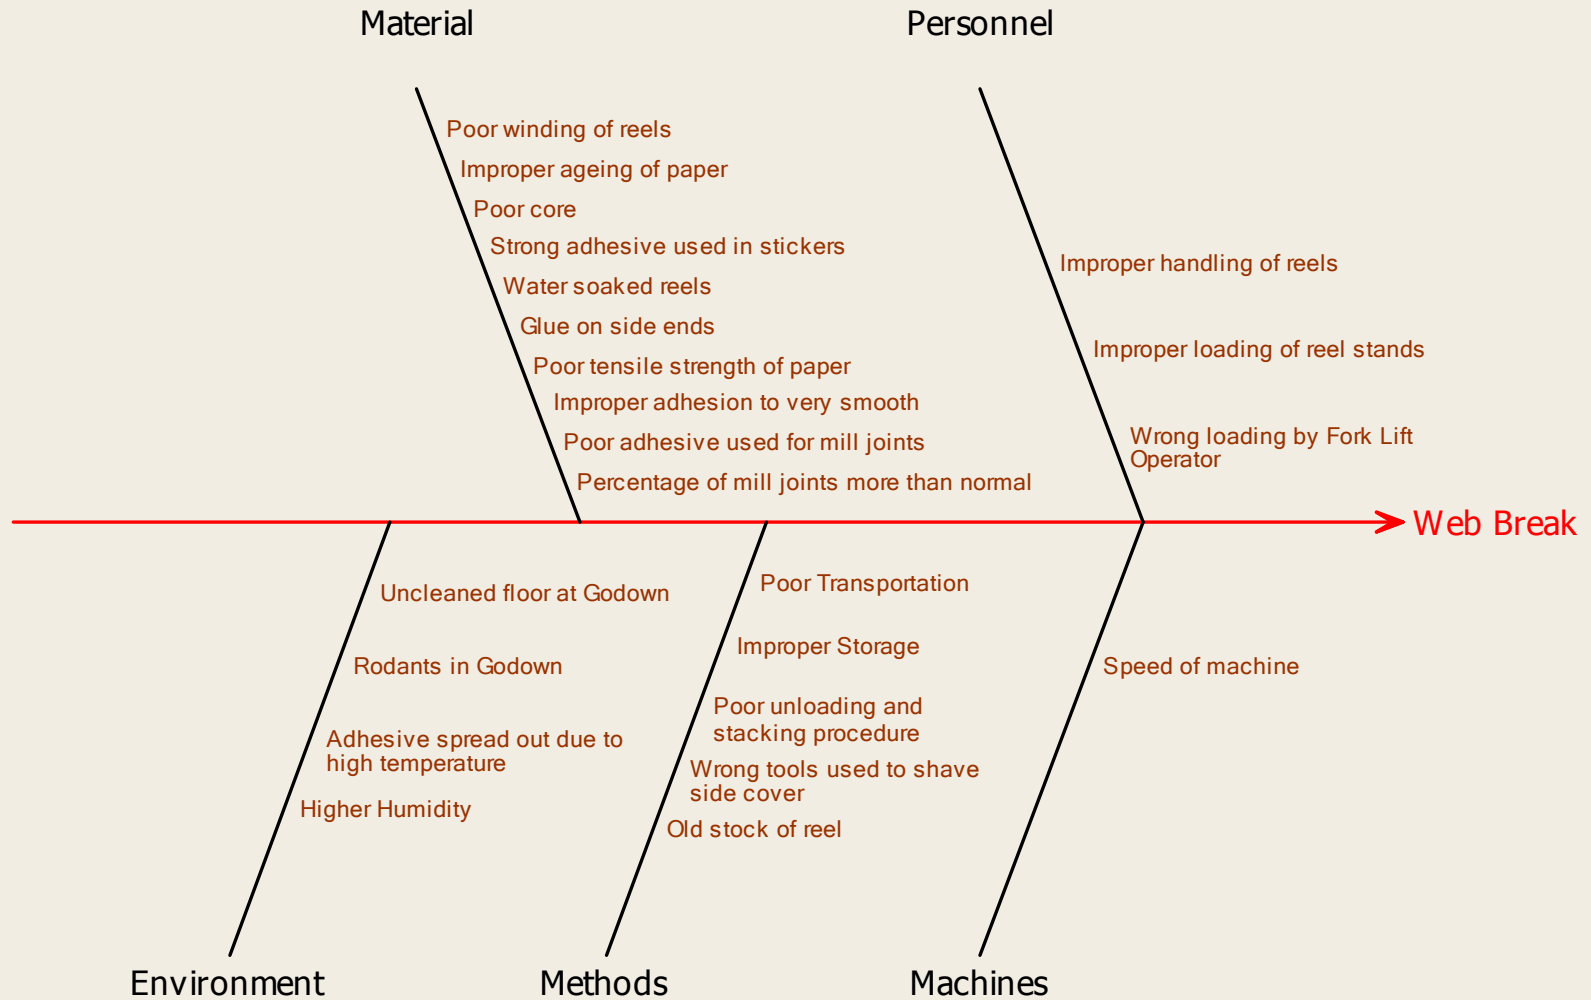 Material
Personnel
Poor winding of reels
Improper ageing of paper
Poor core
Strong adhesive used in stickers
Water soaked reels
Glue on side ends
Poor tensile strength of paper
Improper adhesion to very smooth
Poor adhesive used for mill joints
Percentage of mill joints more than normal
Improper handling of reels
Improper loading of reel stands
Wrong loading by Fork Lift
Operator
Web Break
Uncleaned floor at Godown
Rodants in Godown
Adhesive spread out due to
high temperature
Higher Humidity
Poor Transportation
Improper Storage
Poor unloading and
stacking procedure
Wrong tools used to shave
side cover
Old stock of reel
Speed of machine
Environment
Methods
Machines